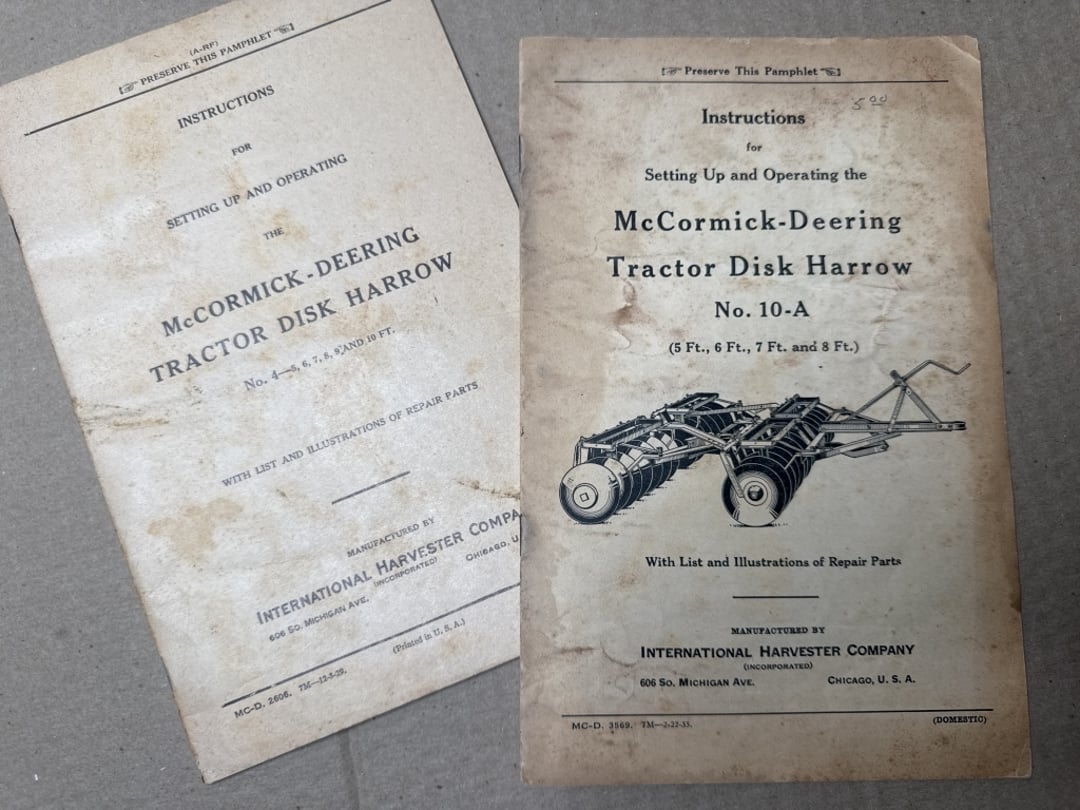 (A-RF)
PRESERVE THIS PAMPHLET
INSTRUCTIONS
FOR
SETTING UP AND OPERATING
THE
McCORMICK-DEERING
TRACTOR DISK HARROW
No. 4—5, 6, 7, 8, 9 AND 10 FT.
WITH LIST AND ILLUSTRATIONS OF REPAIR PARTS
MANUFACTURED BY
INTERNATIONAL HARVESTER COMPA
(INCORPORATED)
606 SO. MICHIGAN AVE. CHICAGO, U.
(Printed in U. S. A.)
MC-D. 2606. 7M—12-5-29.
Preserve This Pamphlet
5 00
Instructions
for
Setting Up and Operating the
McCormick-Deering
Tractor Disk Harrow
No. 10-A
(5 Ft., 6 Ft., 7 Ft. and 8 Ft.)
With List and Illustrations of Repair Parts
MANUFACTURED BY
INTERNATIONAL HARVESTER COMPANY
(INCORPORATED)
606 SO. MICHIGAN AVE. CHICAGO, U. S. A.
MC-D. 3569. 7M—2-22-35.
(DOMESTIC)